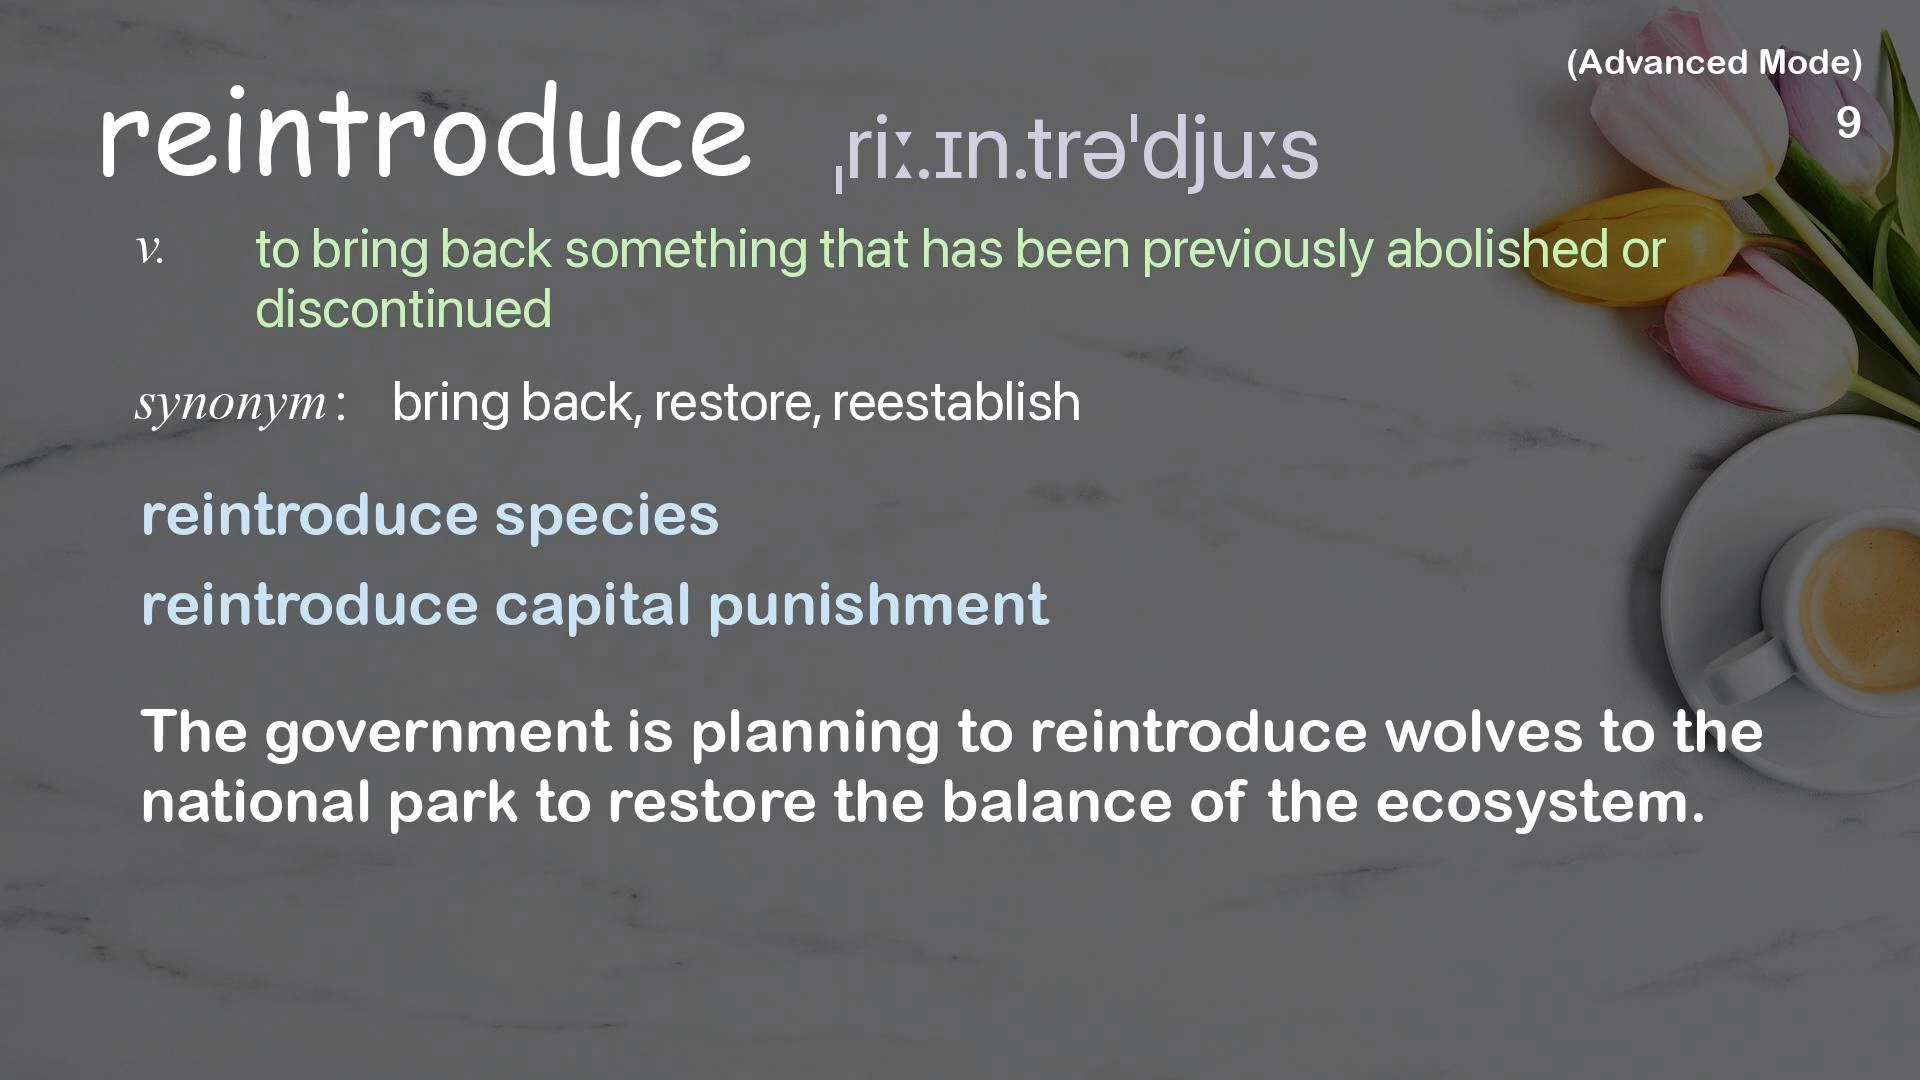 (Advanced Mode)
9
reintroduce ˌriː.ɪn.trəˈdjuːs
v. to bring back something that has been previously abolished or
discontinued
synonym : bring back, restore, reestablish
reintroduce species
reintroduce capital punishment
The government is planning to reintroduce wolves to the
national park to restore the balance of the ecosystem.